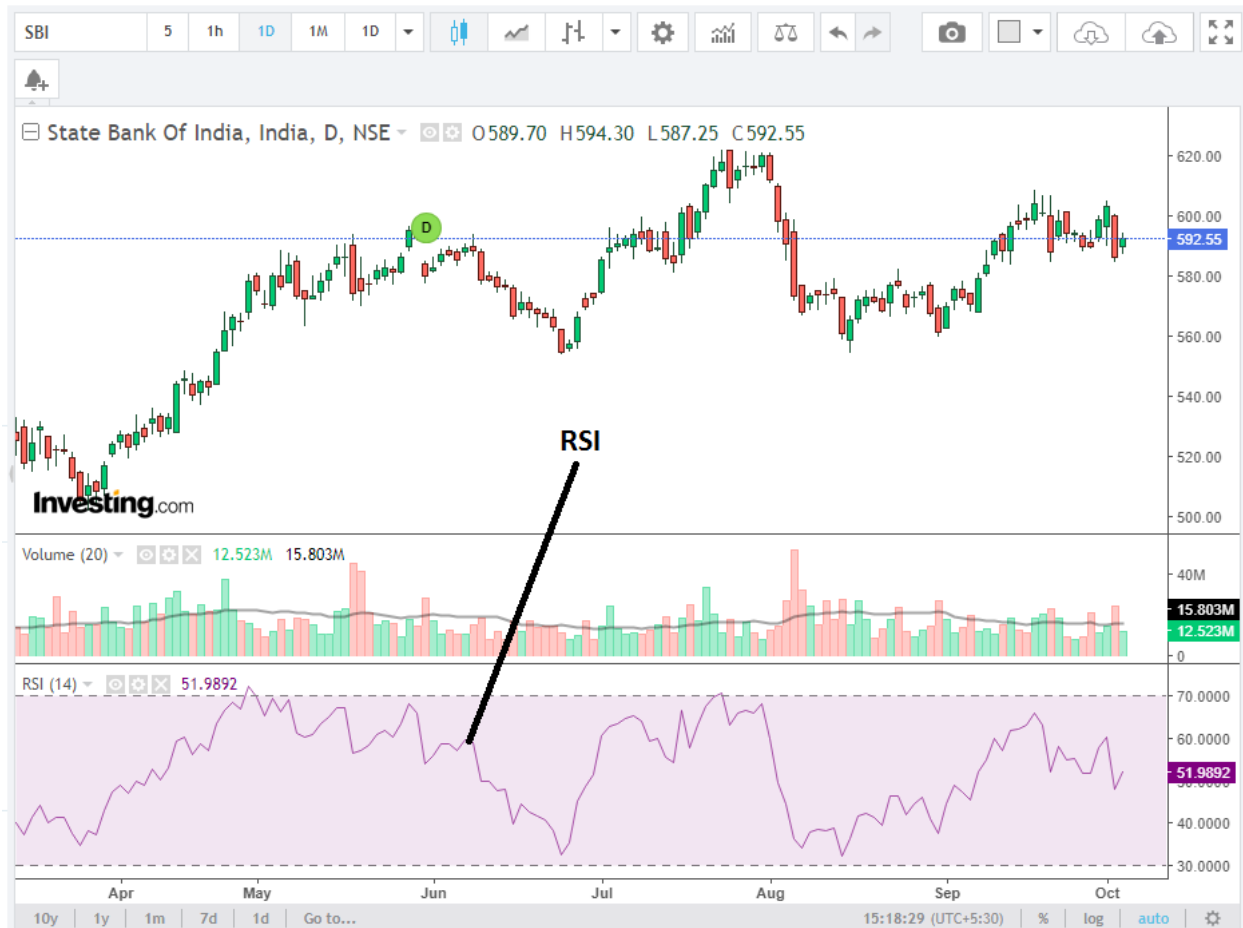 SBI 5 1h 1D 1M 1D
State Bank Of India, India, D, NSE O589.70 H594.30 L587.25 C592.55
620.00
D
600.00
592.55
580.00
560.00
540.00
RSI
520.00
Investing.com
500.00
Volume (20) 12.523M 15.803M
40M
15.803M
12.523M
0
RSI (14) 51.9892
70.0000
60.0000
51.9892
40.0000
30.0000
Apr May Jun Jul Aug Sep Oct
10y 1y 1m 7d 1d Go to... 15:18:29 (UTC+5:30) % log auto